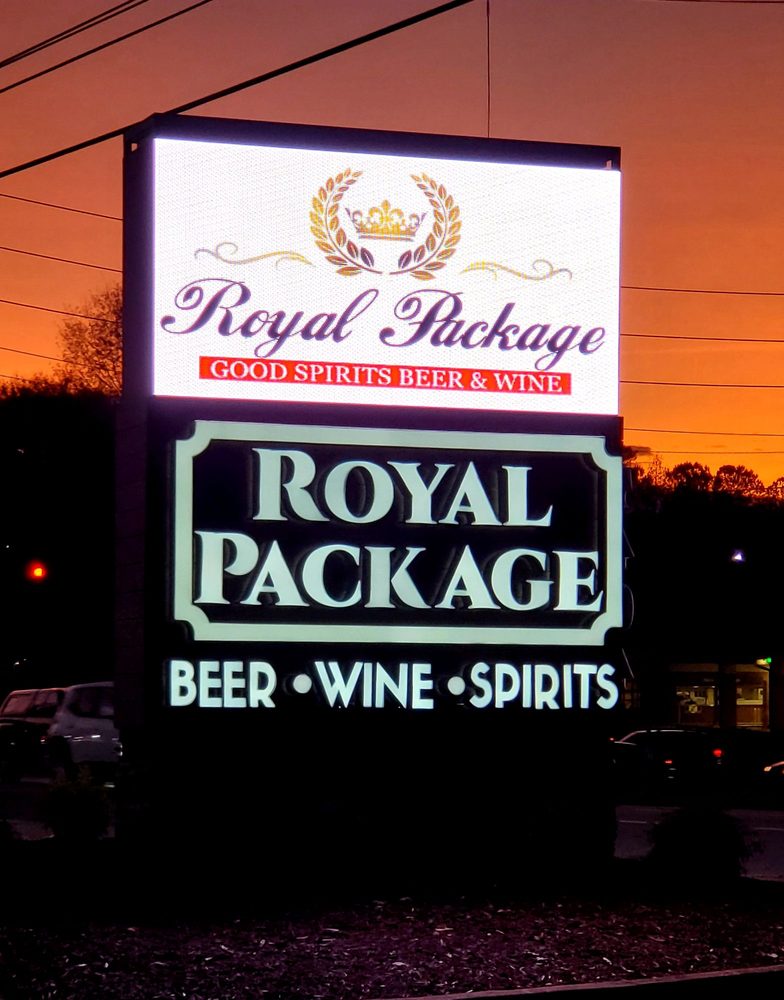 Royal Package
GOOD SPIRITS BEER & WINE
ROYAL
PACKAGE
BEER • WINE • SPIRITS